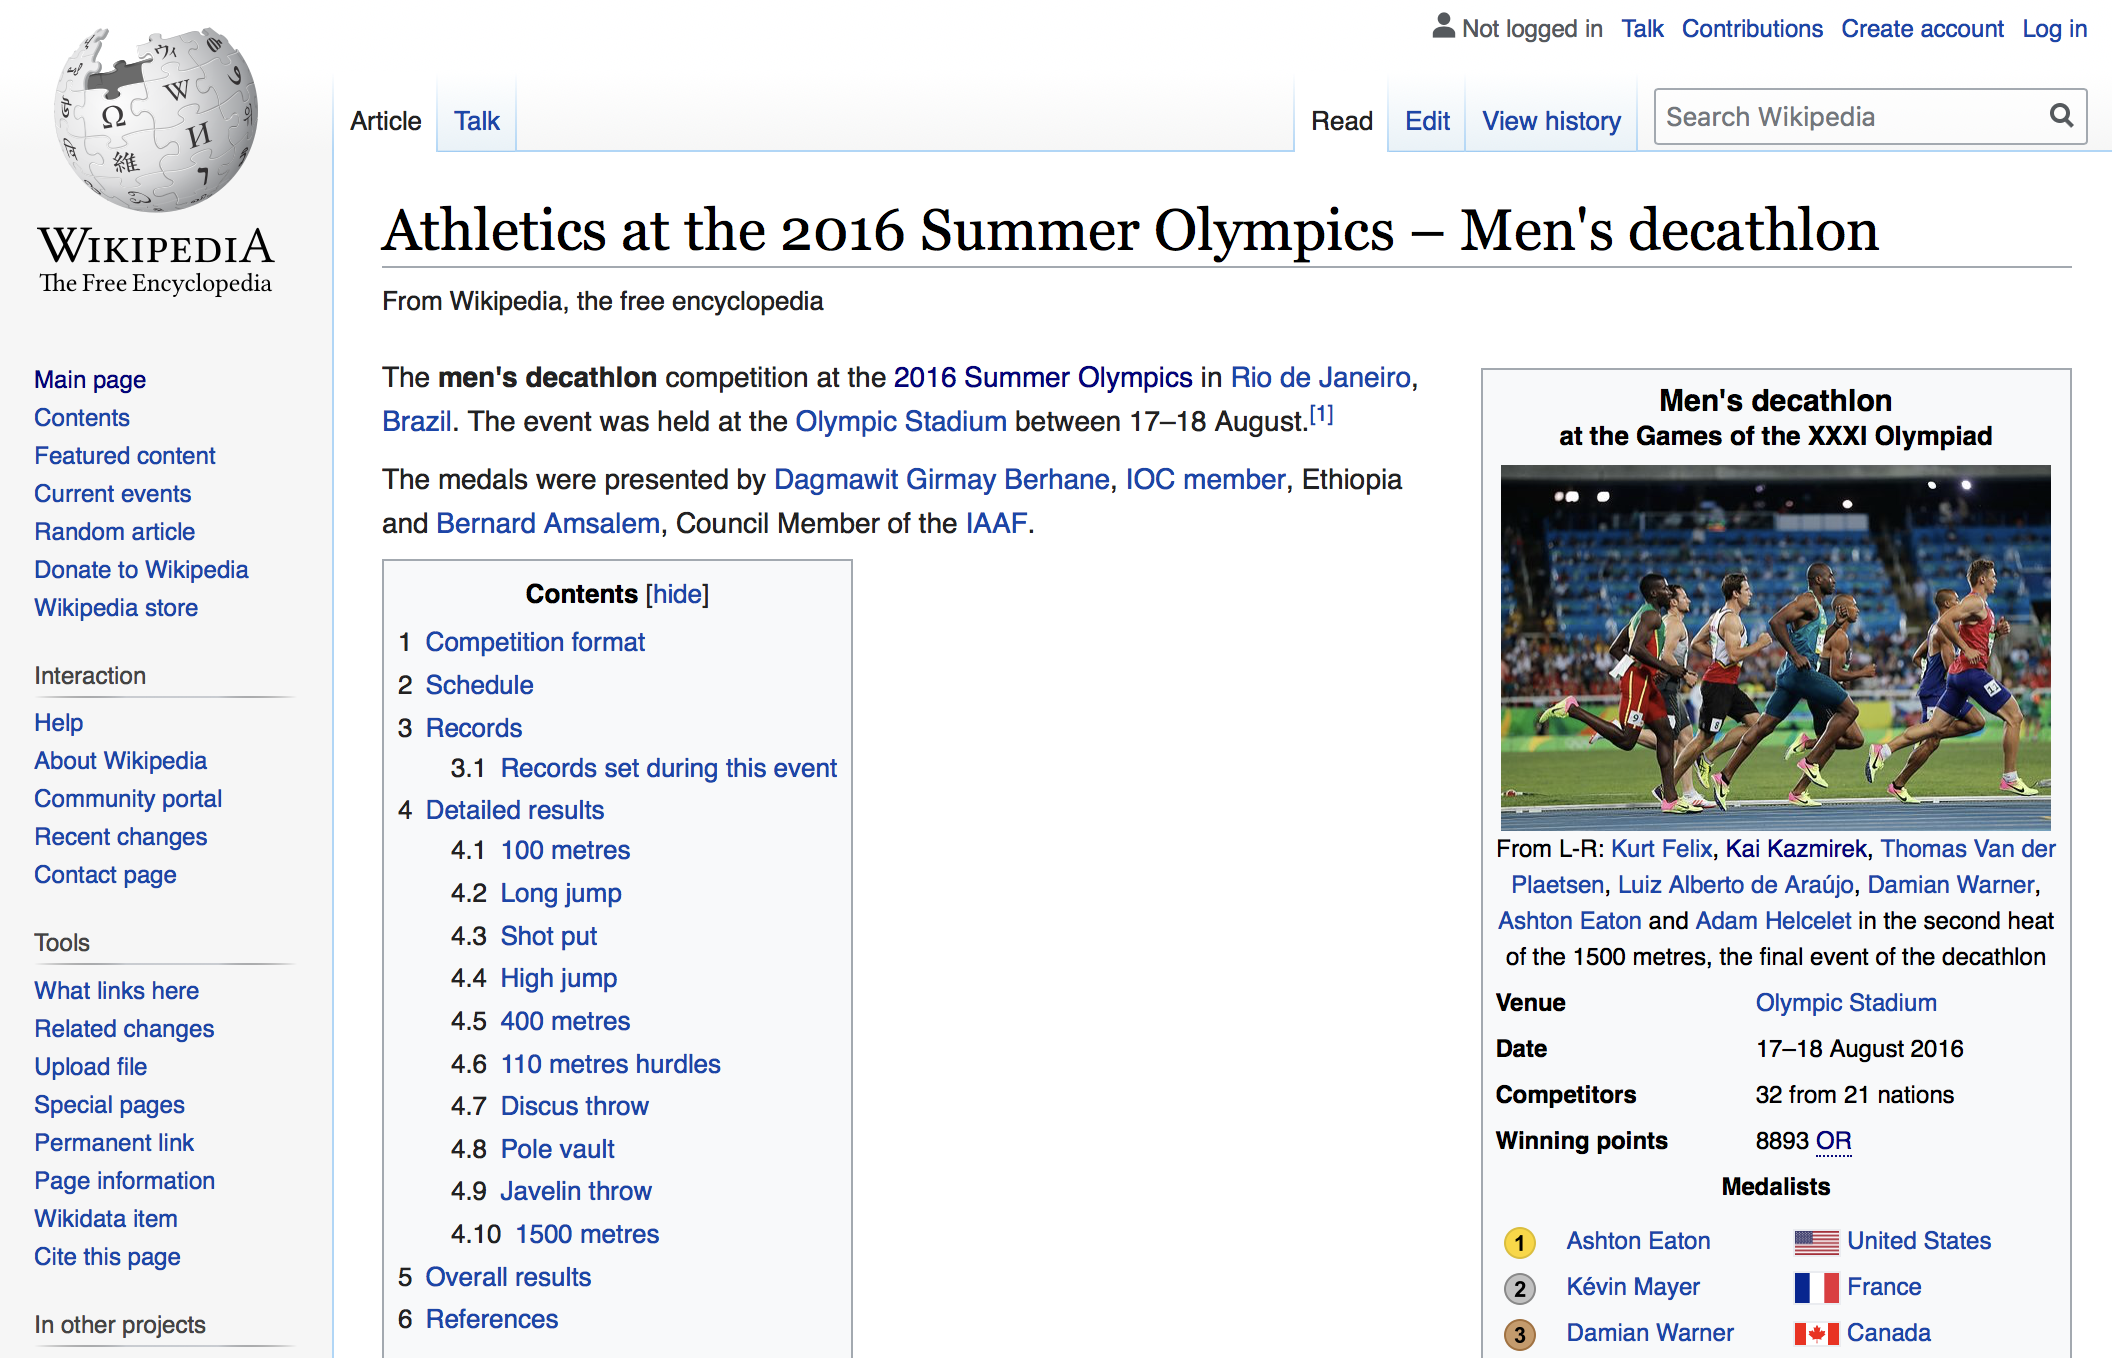 Not logged in Talk Contributions Create account Log in
Article Talk Read Edit View history Search Wikipedia
WIKIPEDIA
The Free Encyclopedia
Main page
Contents
Featured content
Current events
Random article
Donate to Wikipedia
Wikipedia store
Interaction
Help
About Wikipedia
Community portal
Recent changes
Contact page
Tools
What links here
Related changes
Upload file
Special pages
Permanent link
Page information
Wikidata item
Cite this page
In other projects
Athletics at the 2016 Summer Olympics – Men's decathlon
From Wikipedia, the free encyclopedia
The men's decathlon competition at the 2016 Summer Olympics in Rio de Janeiro,
Brazil. The event was held at the Olympic Stadium between 17–18 August.[1]
The medals were presented by Dagmawit Girmay Berhane, IOC member, Ethiopia
and Bernard Amsalem, Council Member of the IAAF.
Contents [hide]
1 Competition format
2 Schedule
3 Records
3.1 Records set during this event
4 Detailed results
4.1 100 metres
4.2 Long jump
4.3 Shot put
4.4 High jump
4.5 400 metres
4.6 110 metres hurdles
4.7 Discus throw
4.8 Pole vault
4.9 Javelin throw
4.10 1500 metres
5 Overall results
6 References
Men's decathlon
at the Games of the XXXI Olympiad
From L-R: Kurt Felix, Kai Kazmirek, Thomas Van der
Plaetsen, Luiz Alberto de Araújo, Damian Warner,
Ashton Eaton and Adam Helcelet in the second heat
of the 1500 metres, the final event of the decathlon
Venue Olympic Stadium
Date 17–18 August 2016
Competitors 32 from 21 nations
Winning points 8893 OR
Medalists
1 Ashton Eaton United States
2 Kévin Mayer France
3 Damian Warner Canada